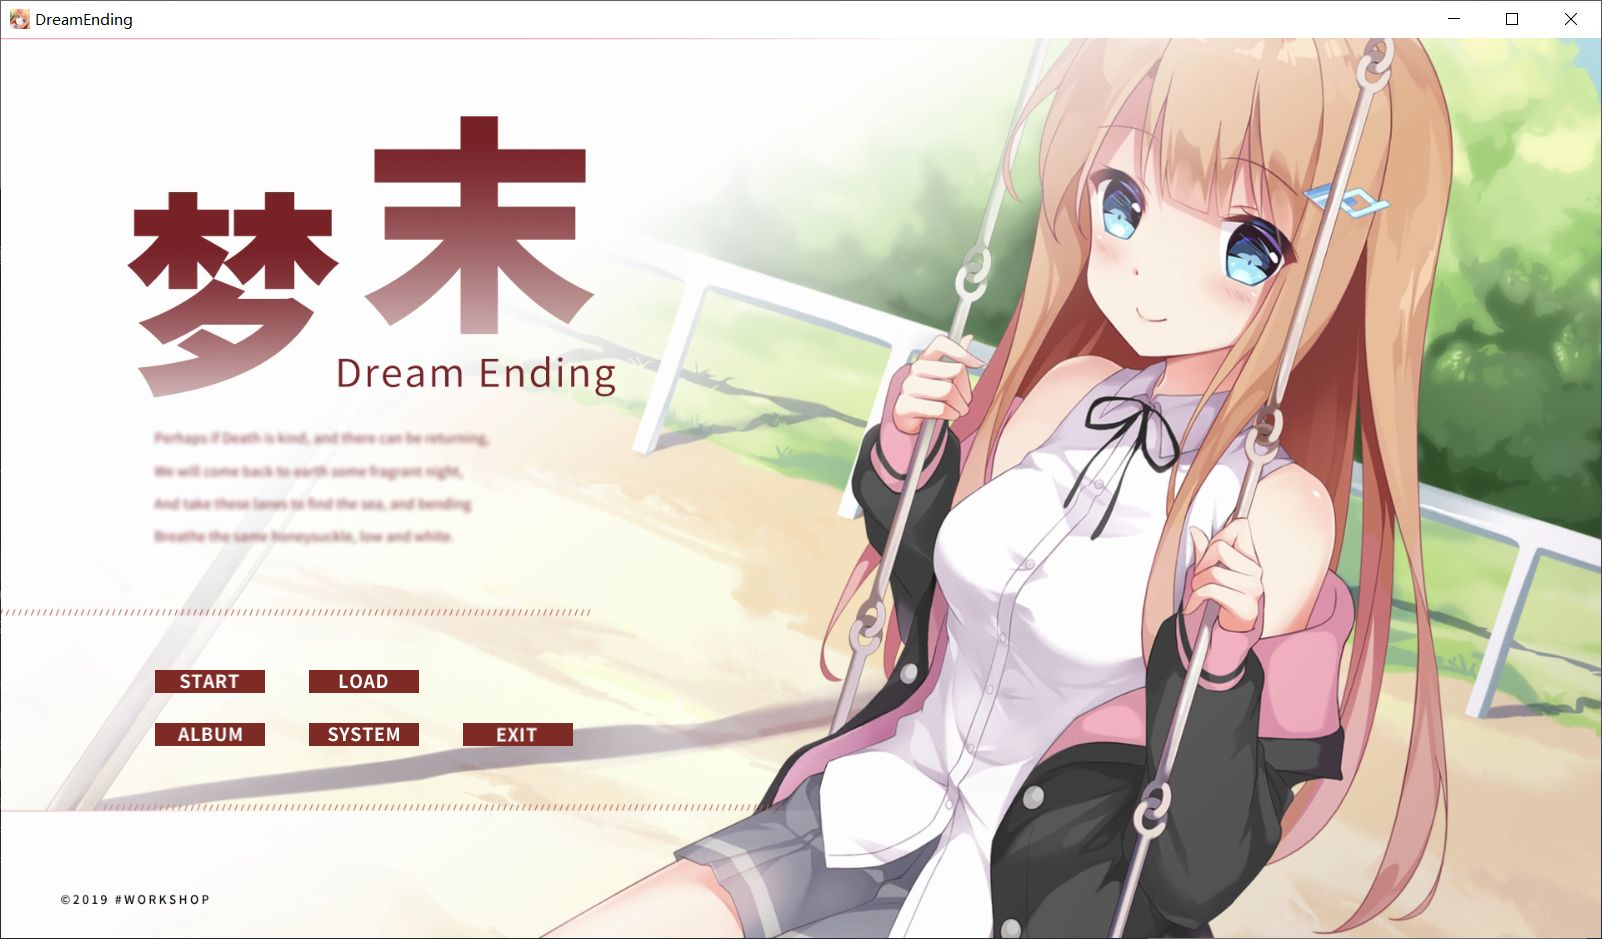 DreamEnding
梦末
Dream Ending
Perhaps if Death is kind, and there can be returning,
We will come back to earth some fragrant night,
And take these lanes to find the sea, and bending
Breathe the same honeysuckle, low and white.
START LOAD
ALBUM SYSTEM EXIT
©2019 #WORKSHOP